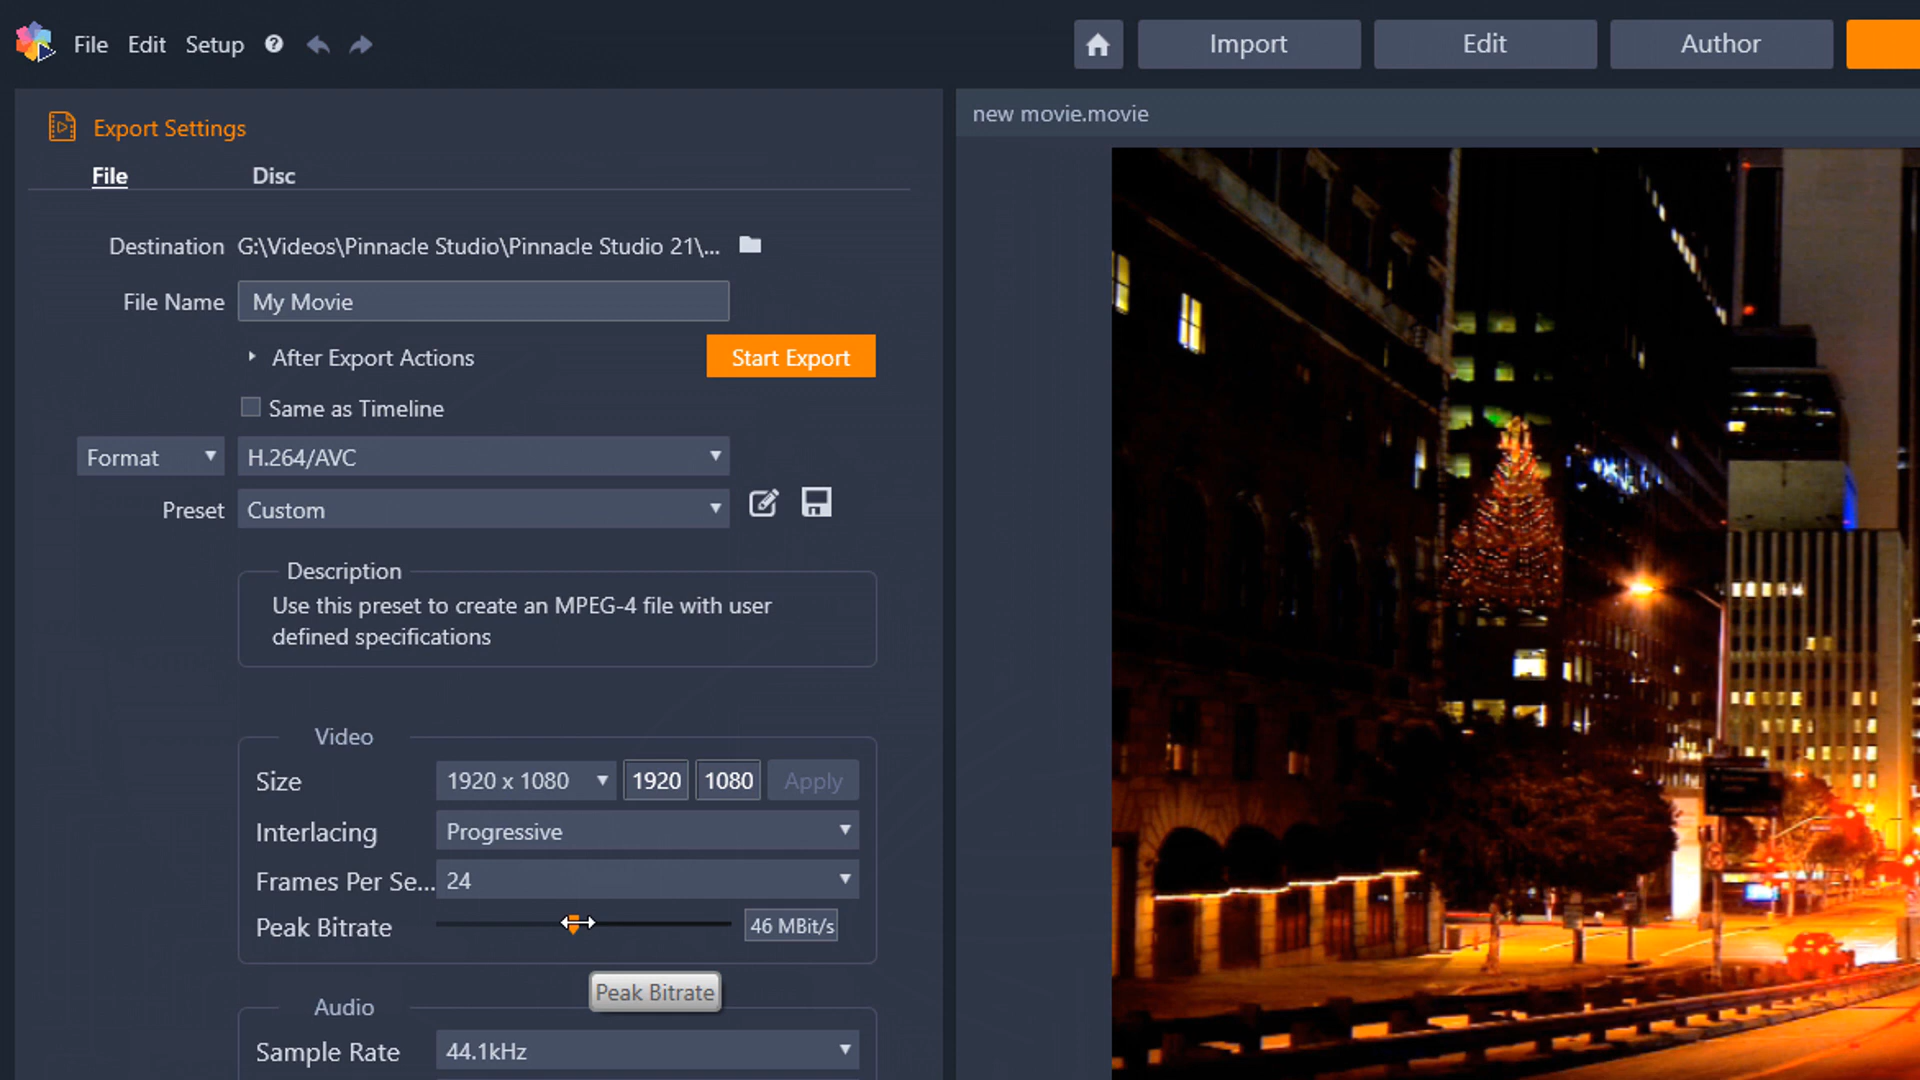 File Edit Setup ?
Import Edit Author
Export Settings
new movie.movie
File Disc
Destination G:\Videos\Pinnacle Studio\Pinnacle Studio 21\...
File Name My Movie
After Export Actions Start Export
Same as Timeline
Format H.264/AVC
Preset Custom
Description
Use this preset to create an MPEG-4 file with user
defined specifications
Video
Size 1920 x 1080 1920 1080 Apply
Interlacing Progressive
Frames Per Se... 24
Peak Bitrate 46 MBit/s
Peak Bitrate
Audio
Sample Rate 44.1kHz